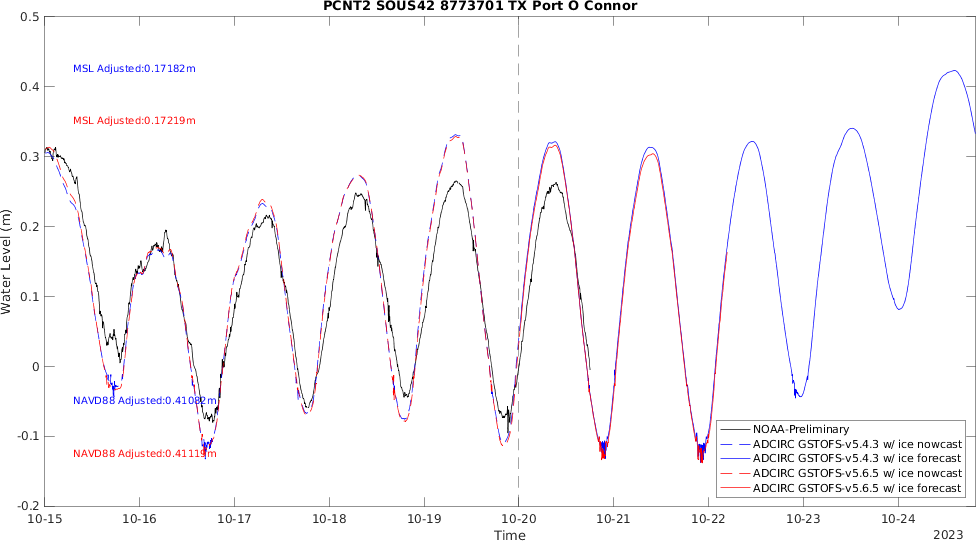 PCNT2 SOUS42 8773701 TX Port O Connor
0.5
0.4
0.3
0.2
0.1
0
-0.1
-0.2
Water Level (m)
MSL Adjusted:0.17182m
MSL Adjusted:0.17219m
NAVD88 Adjusted:0.41082m
NAVD88 Adjusted:0.41119m
NOAA-Preliminary
ADCIRC GSTOFS-v5.4.3 w/ ice nowcast
ADCIRC GSTOFS-v5.4.3 w/ ice forecast
ADCIRC GSTOFS-v5.6.5 w/ ice nowcast
ADCIRC GSTOFS-v5.6.5 w/ ice forecast
10-15 10-16 10-17 10-18 10-19 10-20 10-21 10-22 10-23 10-24
Time
2023